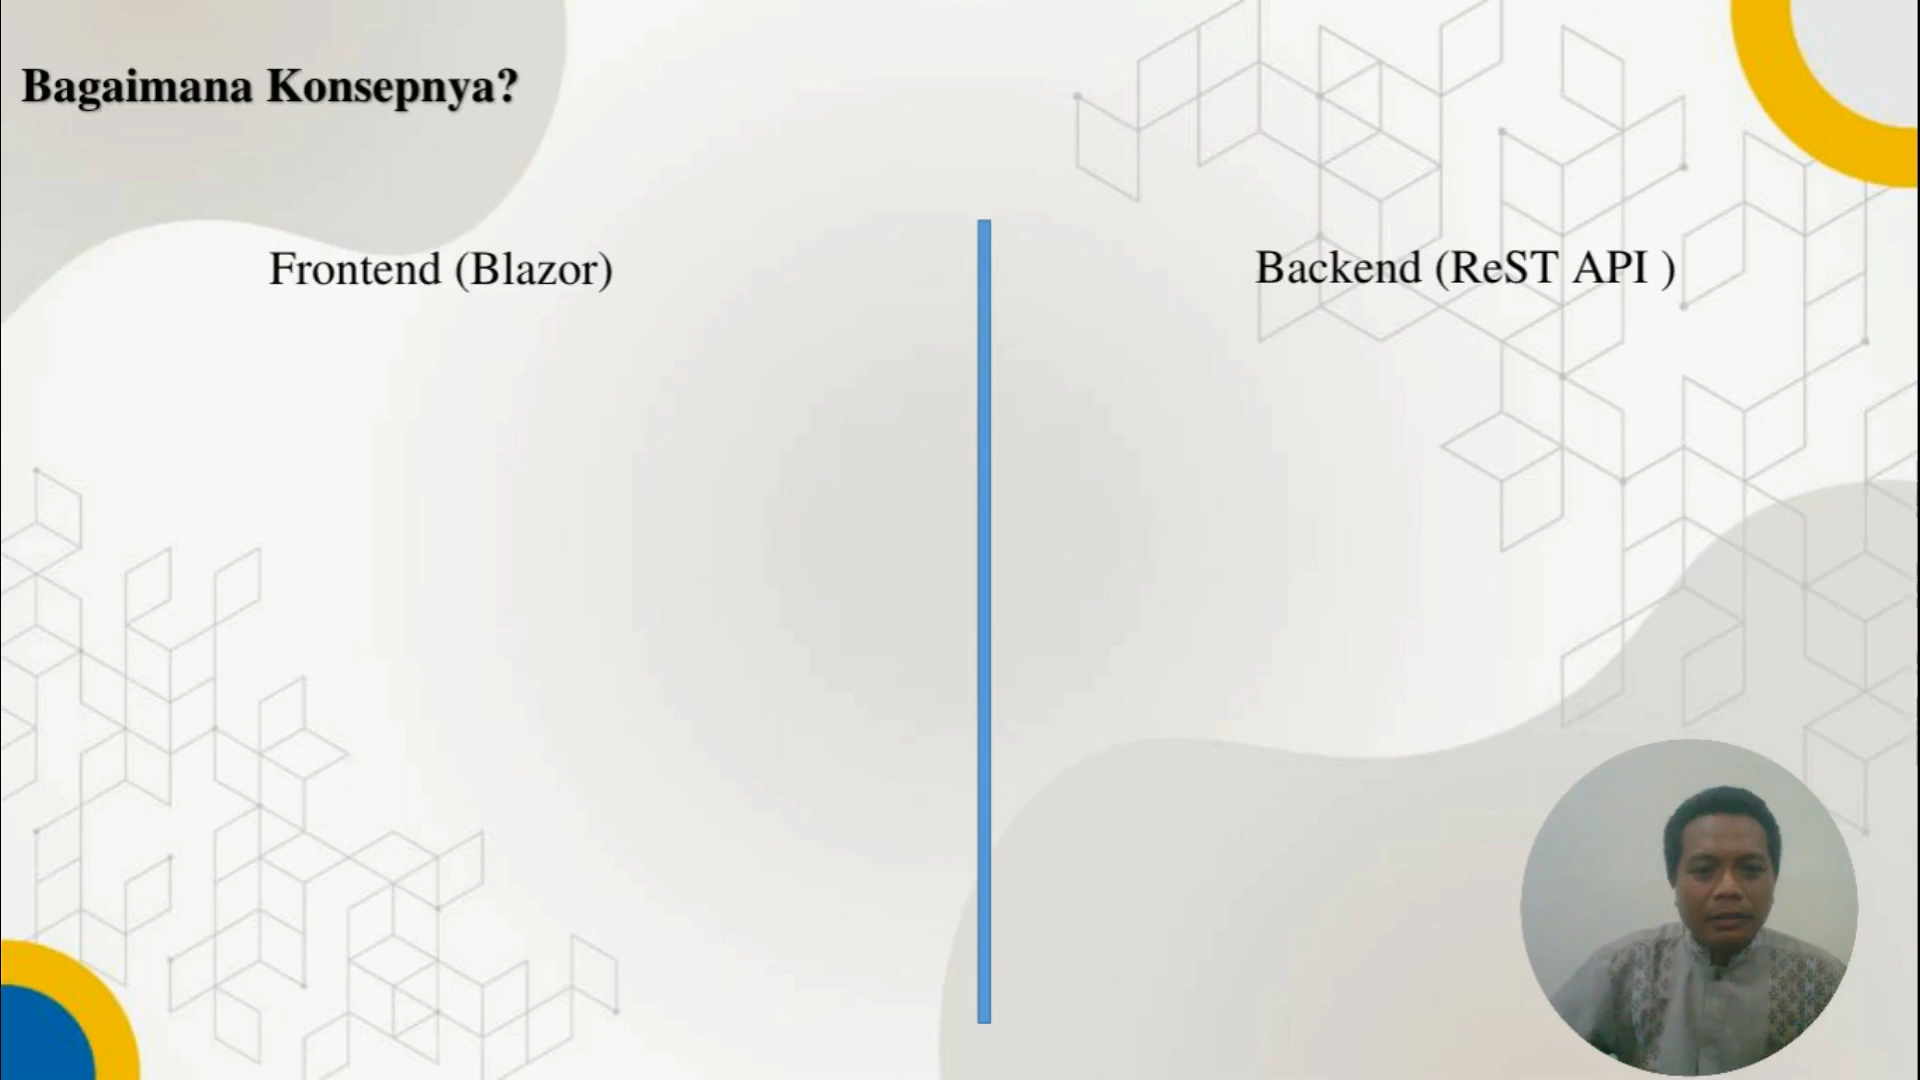 Bagaimana Konsepnya?
Frontend (Blazor)
Backend (ReST API )